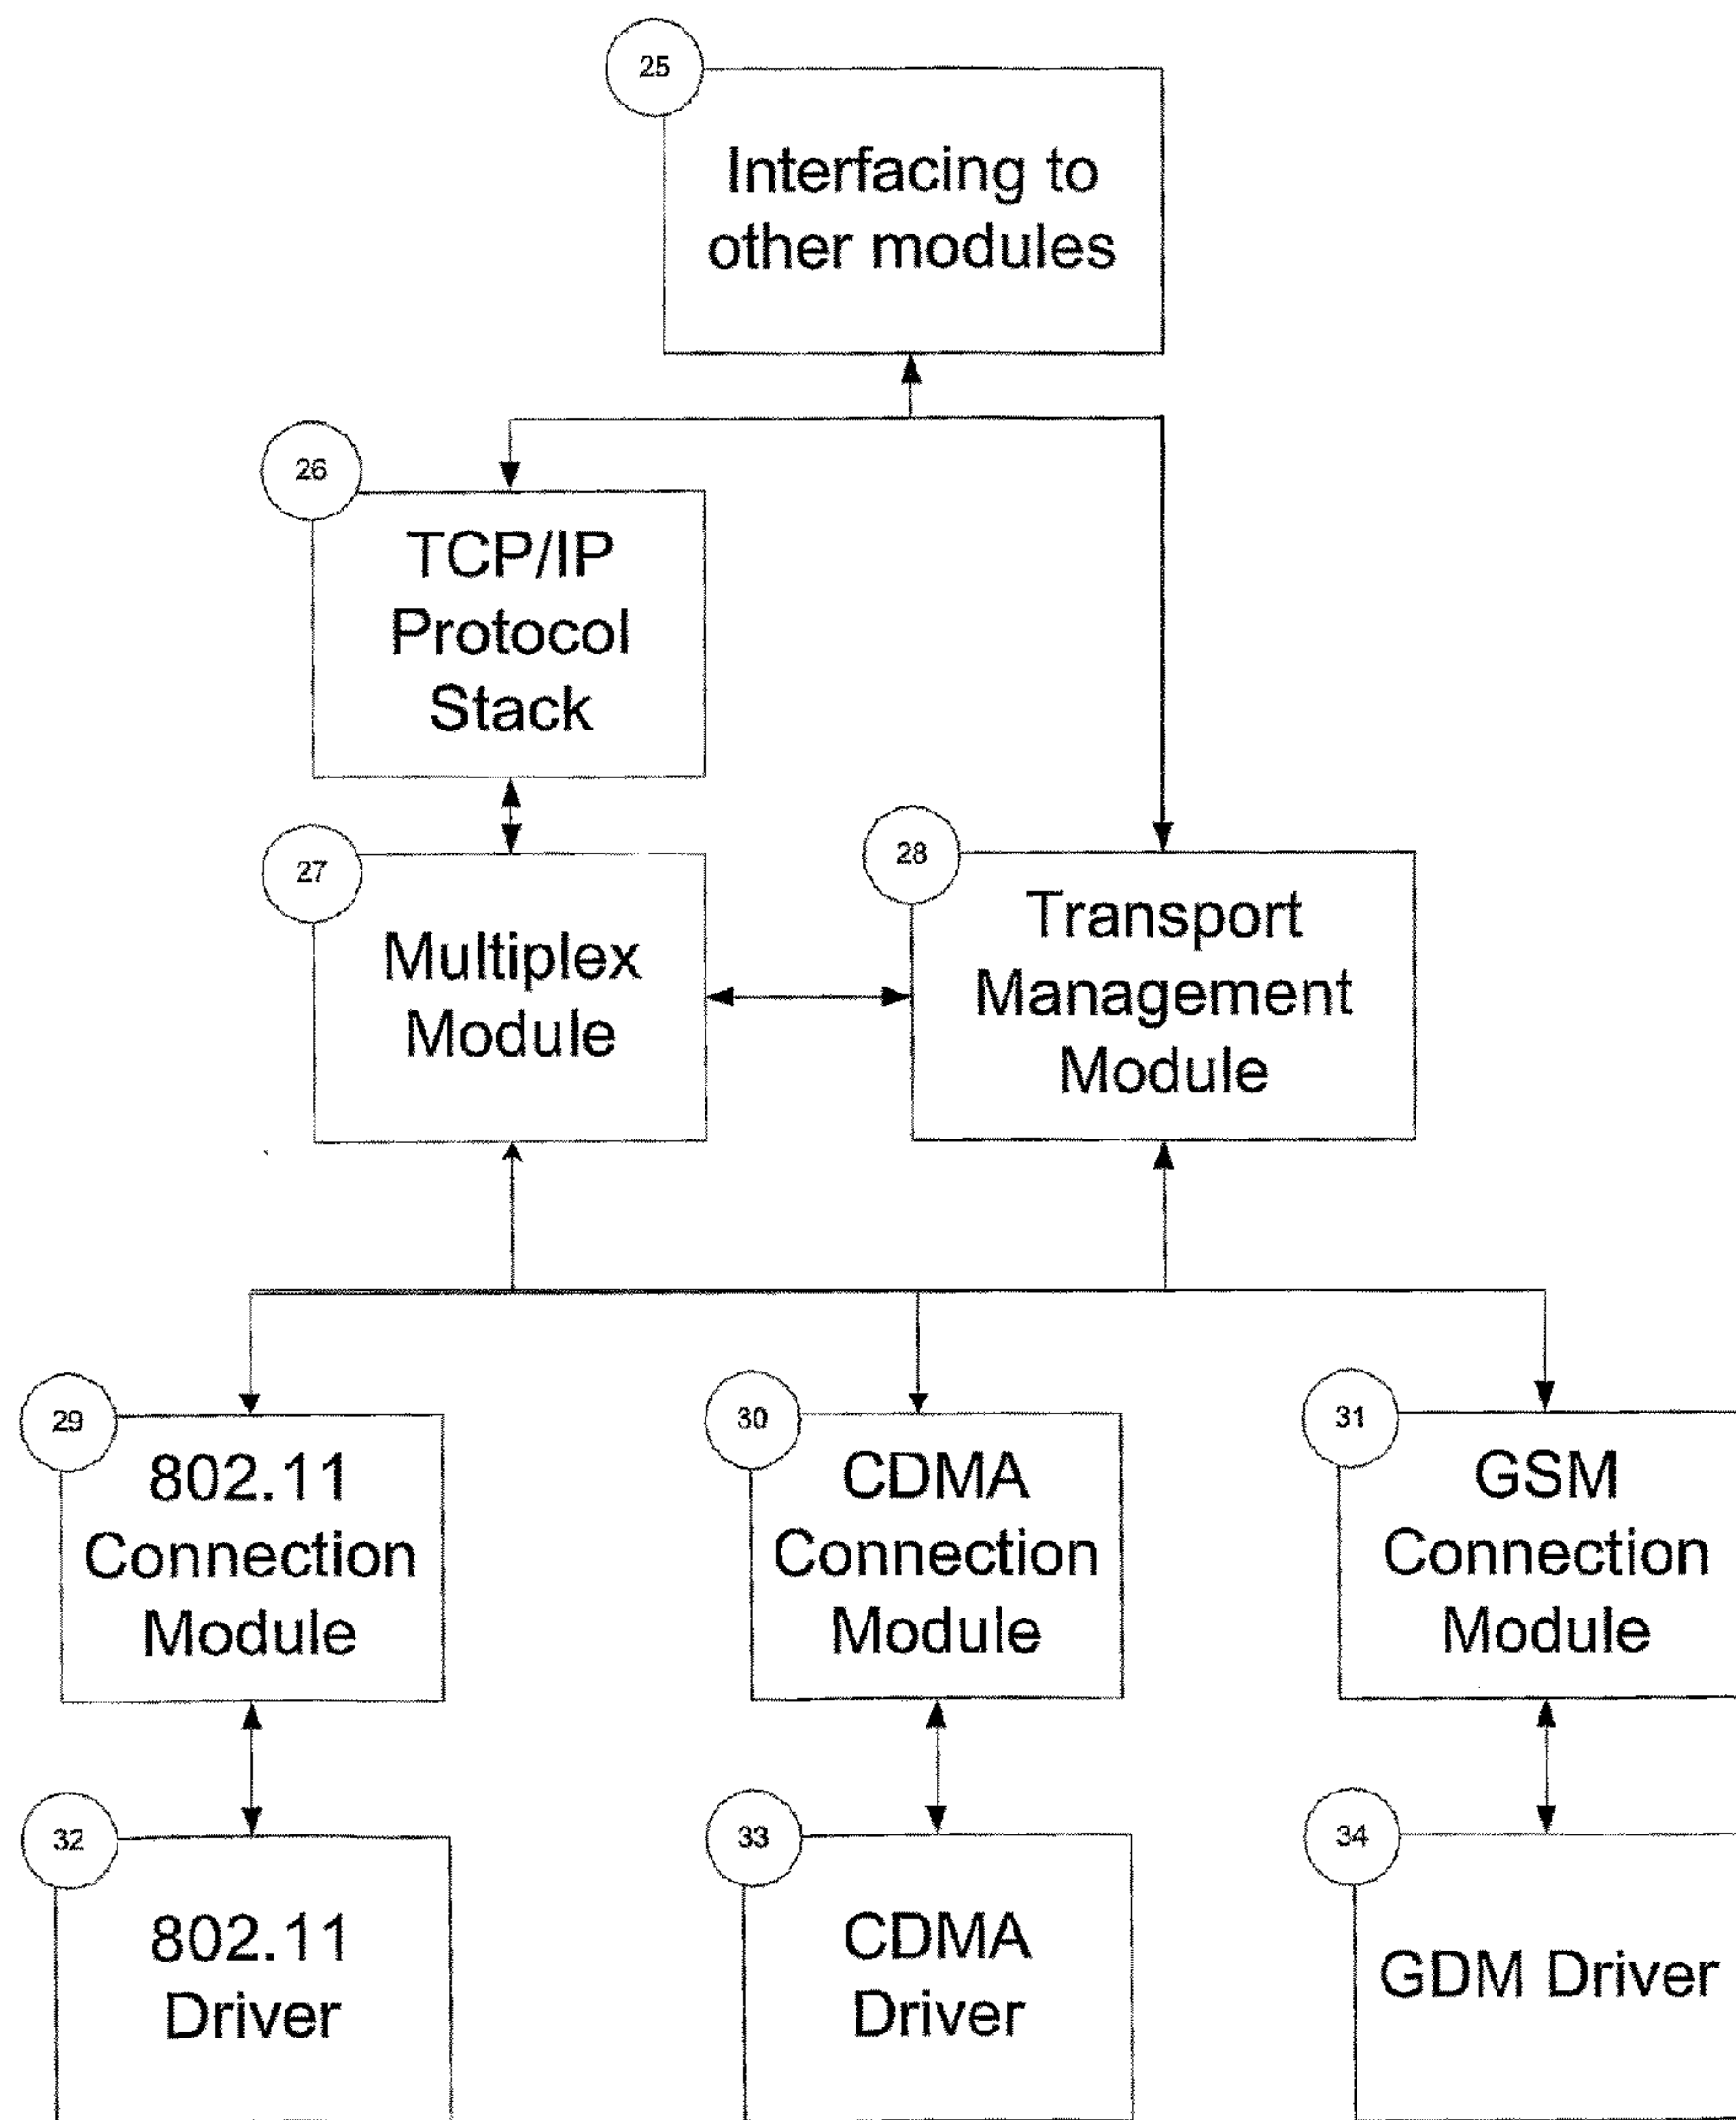 25
Interfacing to
other modules
26
TCP/IP
Protocol
Stack
27
Multiplex
Module
28
Transport
Management
Module
29
802.11
Connection
Module
30
CDMA
Connection
Module
31
GSM
Connection
Module
32
802.11
Driver
33
CDMA
Driver
34
GDM Driver